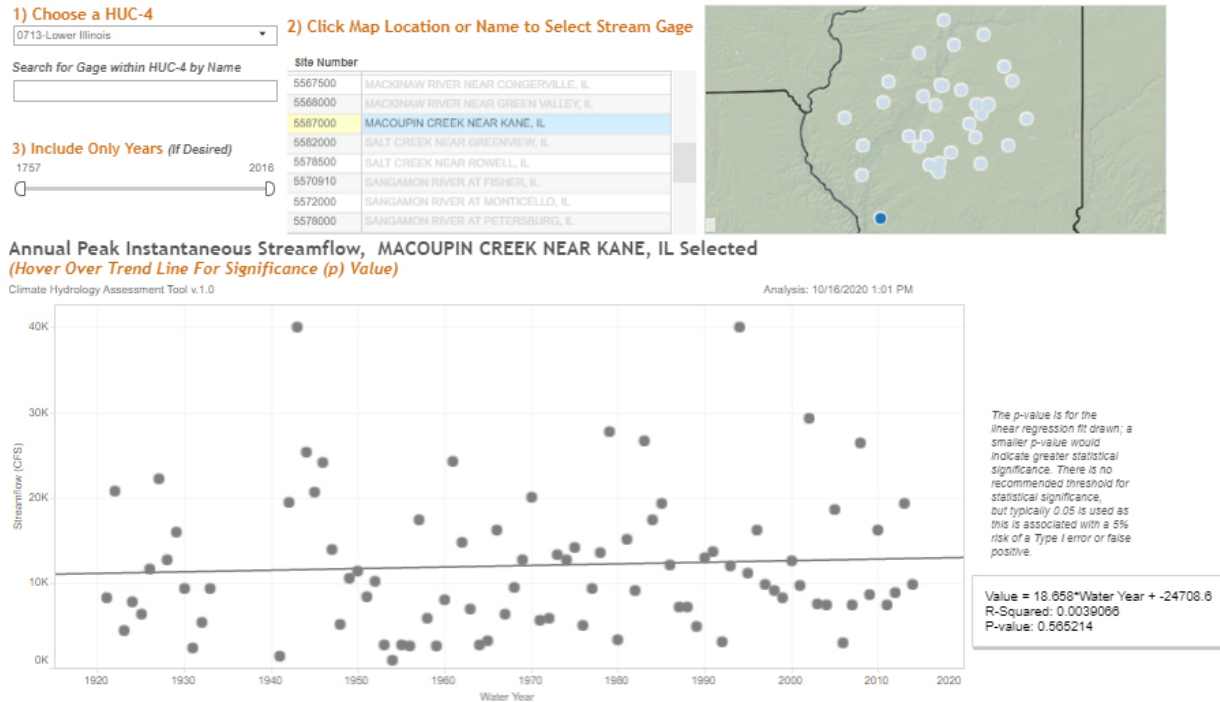 1) Choose a HUC-4
0713-Lower Illinois
Search for Gage within HUC-4 by Name
3) Include Only Years (If Desired)
1757 2016
2) Click Map Location or Name to Select Stream Gage
Site Number
5567500 MACKINAW RIVER NEAR CONGERVILLE, IL
5568000 MACKINAW RIVER NEAR GREEN VALLEY, IL
5587000 MACOUPIN CREEK NEAR KANE, IL
5582000 SALT CREEK NEAR GREENVIEW, IL
5578500 SALT CREEK NEAR ROWELL, IL
5570910 SANGAMON RIVER AT FISHER, IL
5572000 SANGAMON RIVER AT MONTICELLO, IL
5578000 SANGAMON RIVER AT PETERSBURG, IL
Annual Peak Instantaneous Streamflow, MACOUPIN CREEK NEAR KANE, IL Selected
(Hover Over Trend Line For Significance (p) Value)
Climate Hydrology Assessment Tool v.1.0
Analysis: 10/16/2020 1:01 PM
40K
30K
20K
10K
0K
Streamflow (CFS)
1920 1930 1940 1950 1960 1970 1980 1990 2000 2010 2020
Water Year
The p-value is for the
linear regression fit drawn; a
smaller p-value would
indicate greater statistical
significance. There is no
recommended threshold for
statistical significance,
but typically 0.05 is used as
this is associated with a 5%
risk of a Type I error or false
positive.
Value = 18.658*Water Year + -24708.6
R-Squared: 0.0039066
P-value: 0.565214